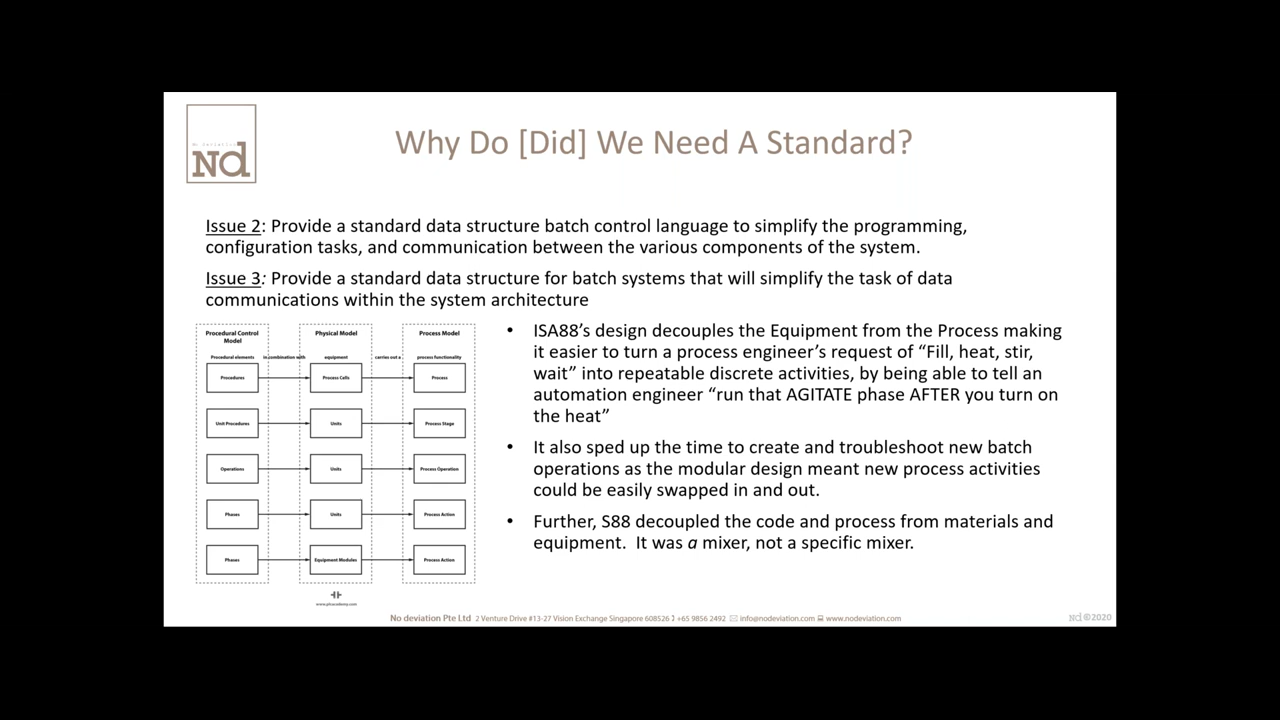 No deviation
Nd
Why Do [Did] We Need A Standard?
Issue 2: Provide a standard data structure batch control language to simplify the programming,
configuration tasks, and communication between the various components of the system.
Issue 3: Provide a standard data structure for batch systems that will simplify the task of data
communications within the system architecture
Procedural Control
Model
Physical Model
Process Model
Procedural elements
in combination with
equipment
carries out a
process functionality
Procedures
Process Cells
Process
Unit Procedures
Units
Process Stage
Operations
Units
Process Operation
Phases
Units
Process Action
Phases
Equipment Modules
Process Action
• ISA88’s design decouples the Equipment from the Process making
it easier to turn a process engineer’s request of “Fill, heat, stir,
wait” into repeatable discrete activities, by being able to tell an
automation engineer “run that AGITATE phase AFTER you turn on
the heat”
• It also sped up the time to create and troubleshoot new batch
operations as the modular design meant new process activities
could be easily swapped in and out.
• Further, S88 decoupled the code and process from materials and
equipment. It was a mixer, not a specific mixer.
No deviation Pte Ltd 2 Venture Drive #13-27 Vision Exchange Singapore 608526 +65 9856 2492 info@nodeviation.com www.nodeviation.com
Nd ©2020